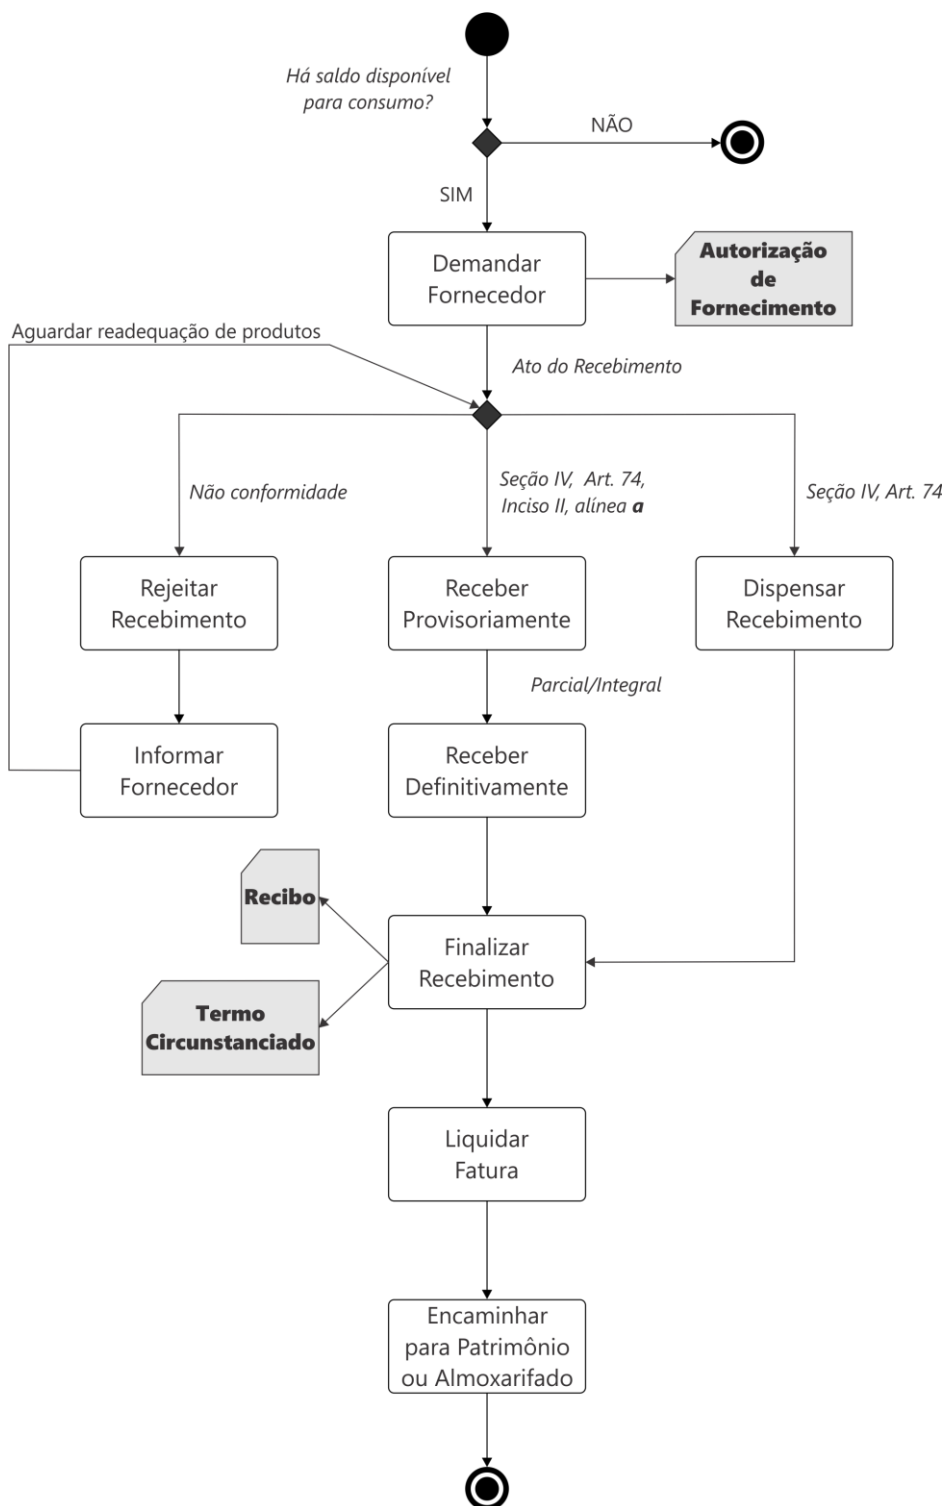 Há saldo disponível
para consumo?
NÃO
SIM
Demandar
Fornecedor
Autorização
de
Fornecimento
Aguardar readequação de produtos
Ato do Recebimento
Não conformidade
Seção IV, Art. 74,
Inciso II, alínea a
Seção IV, Art. 74
Rejeitar
Recebimento
Receber
Provisoriamente
Dispensar
Recebimento
Parcial/Integral
Informar
Fornecedor
Receber
Definitivamente
Recibo
Finalizar
Recebimento
Termo
Circunstanciado
Liquidar
Fatura
Encaminhar
para Patrimônio
ou Almoxarifado